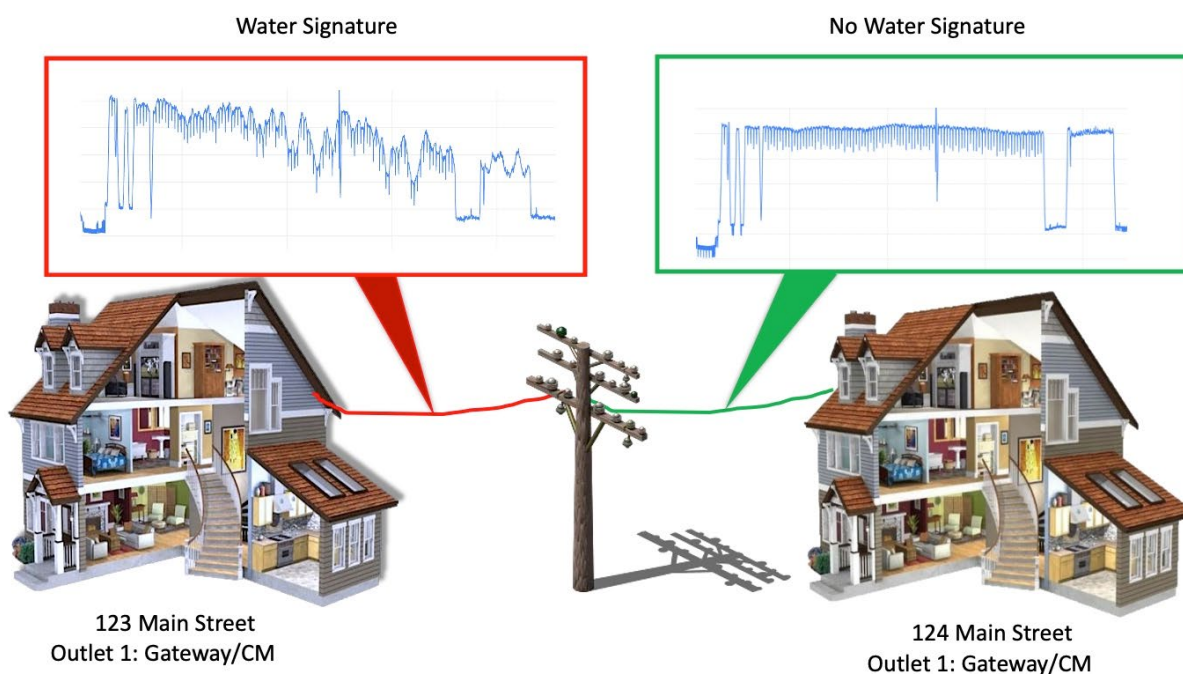 Water Signature
No Water Signature
123 Main Street
Outlet 1: Gateway/CM
124 Main Street
Outlet 1: Gateway/CM